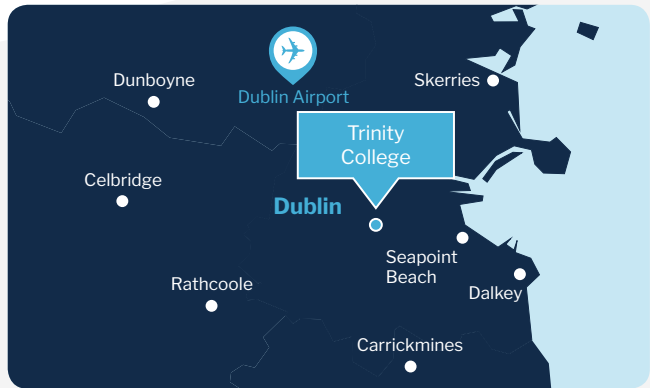 Dunboyne
Skerries
Dublin Airport
Trinity
College
Celbridge
Dublin
Seapoint
Beach
Rathcoole
Dalkey
Carrickmines